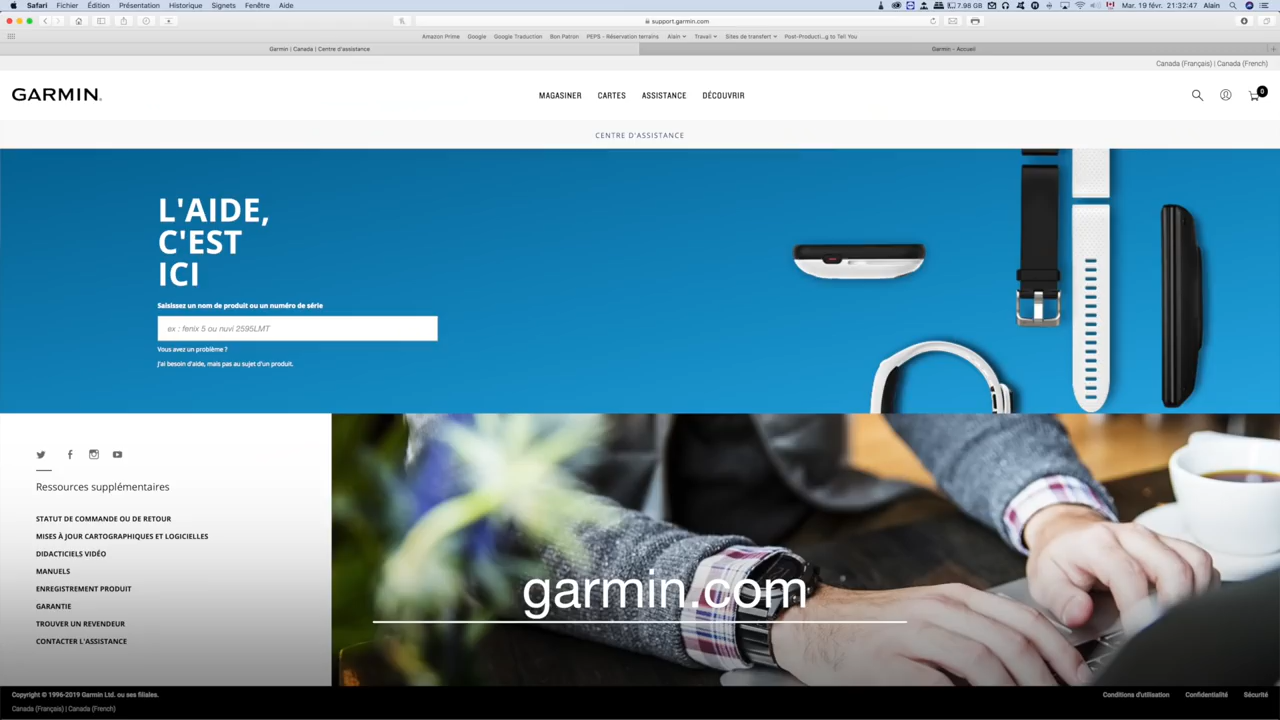 Safari Fichier Édition Présentation Historique Signets Fenêtre Aide
7.96 GB Mar. 19 févr. 21:32:47 Alain
support.garmin.com
Amazon Prime Google Google Traduction Bon Patron PEPS - Réservation terrains Alain Travail Sites de transfert Post-Producti...g to Tell You
Garmin | Canada | Centre d'assistance Garmin - Accueil
Canada (Français) | Canada (French)
GARMIN. MAGASINER CARTES ASSISTANCE DÉCOUVRIR 0
CENTRE D'ASSISTANCE
L'AIDE,
C'EST
ICI
Saisissez un nom de produit ou un numéro de série
ex : fenix 5 ou nuvi 2595LMT
Vous avez un problème ?
J'ai besoin d'aide, mais pas au sujet d'un produit.
Ressources supplémentaires
STATUT DE COMMANDE OU DE RETOUR
MISES À JOUR CARTOGRAPHIQUES ET LOGICIELLES
DIDACTICIELS VIDÉO
MANUELS
ENREGISTREMENT PRODUIT
GARANTIE
TROUVER UN REVENDEUR
CONTACTER L'ASSISTANCE
garmin.com
Copyright © 1996-2019 Garmin Ltd. ou ses filiales. Conditions d'utilisation Confidentialité Sécurité
Canada (Français) | Canada (French)